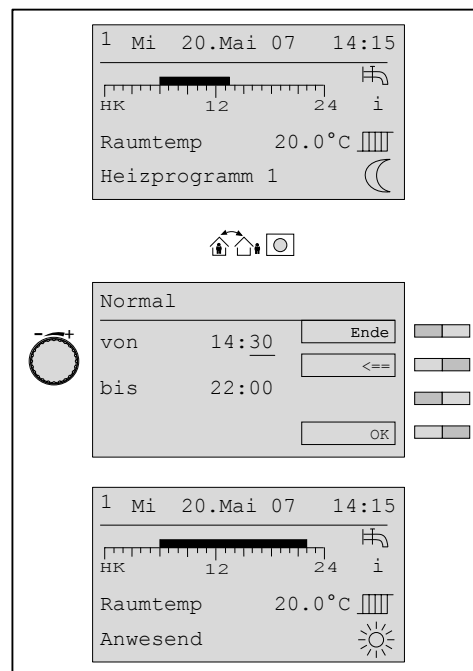 1 Mi 20.Mai 07 14:15
HK 12 24 i
Raumtemp 20.0°C
Heizprogramm 1
Normal
von 14:30 Ende
<==
bis 22:00
OK
1 Mi 20.Mai 07 14:15
HK 12 24 i
Raumtemp 20.0°C
Anwesend